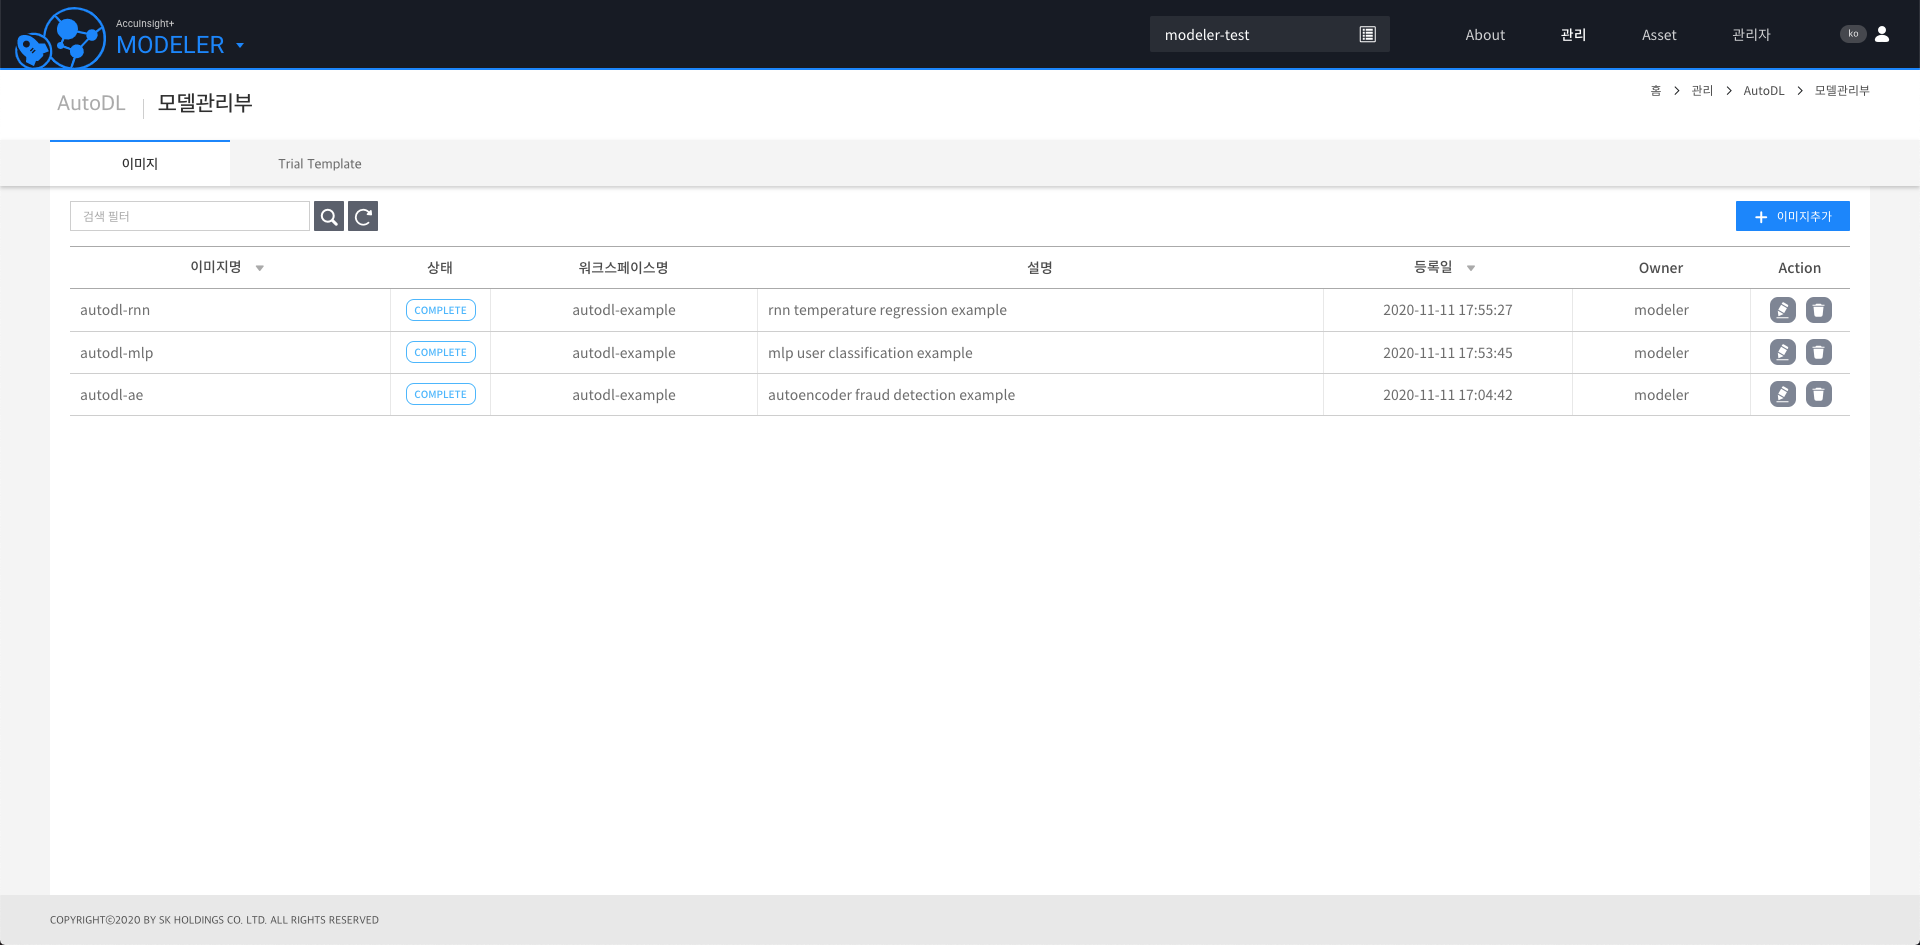 AccuInsight+
MODELER
modeler-test
About 관리 Asset 관리자 ko
AutoDL 모델관리부
홈 관리 AutoDL 모델관리부
이미지 Trial Template
검색 필터
이미지추가
이미지명 상태 워크스페이스명 설명 등록일 Owner Action
autodl-rnn COMPLETE autodl-example rnn temperature regression example 2020-11-11 17:55:27 modeler
autodl-mlp COMPLETE autodl-example mlp user classification example 2020-11-11 17:53:45 modeler
autodl-ae COMPLETE autodl-example autoencoder fraud detection example 2020-11-11 17:04:42 modeler
COPYRIGHT©2020 BY SK HOLDINGS CO. LTD. ALL RIGHTS RESERVED